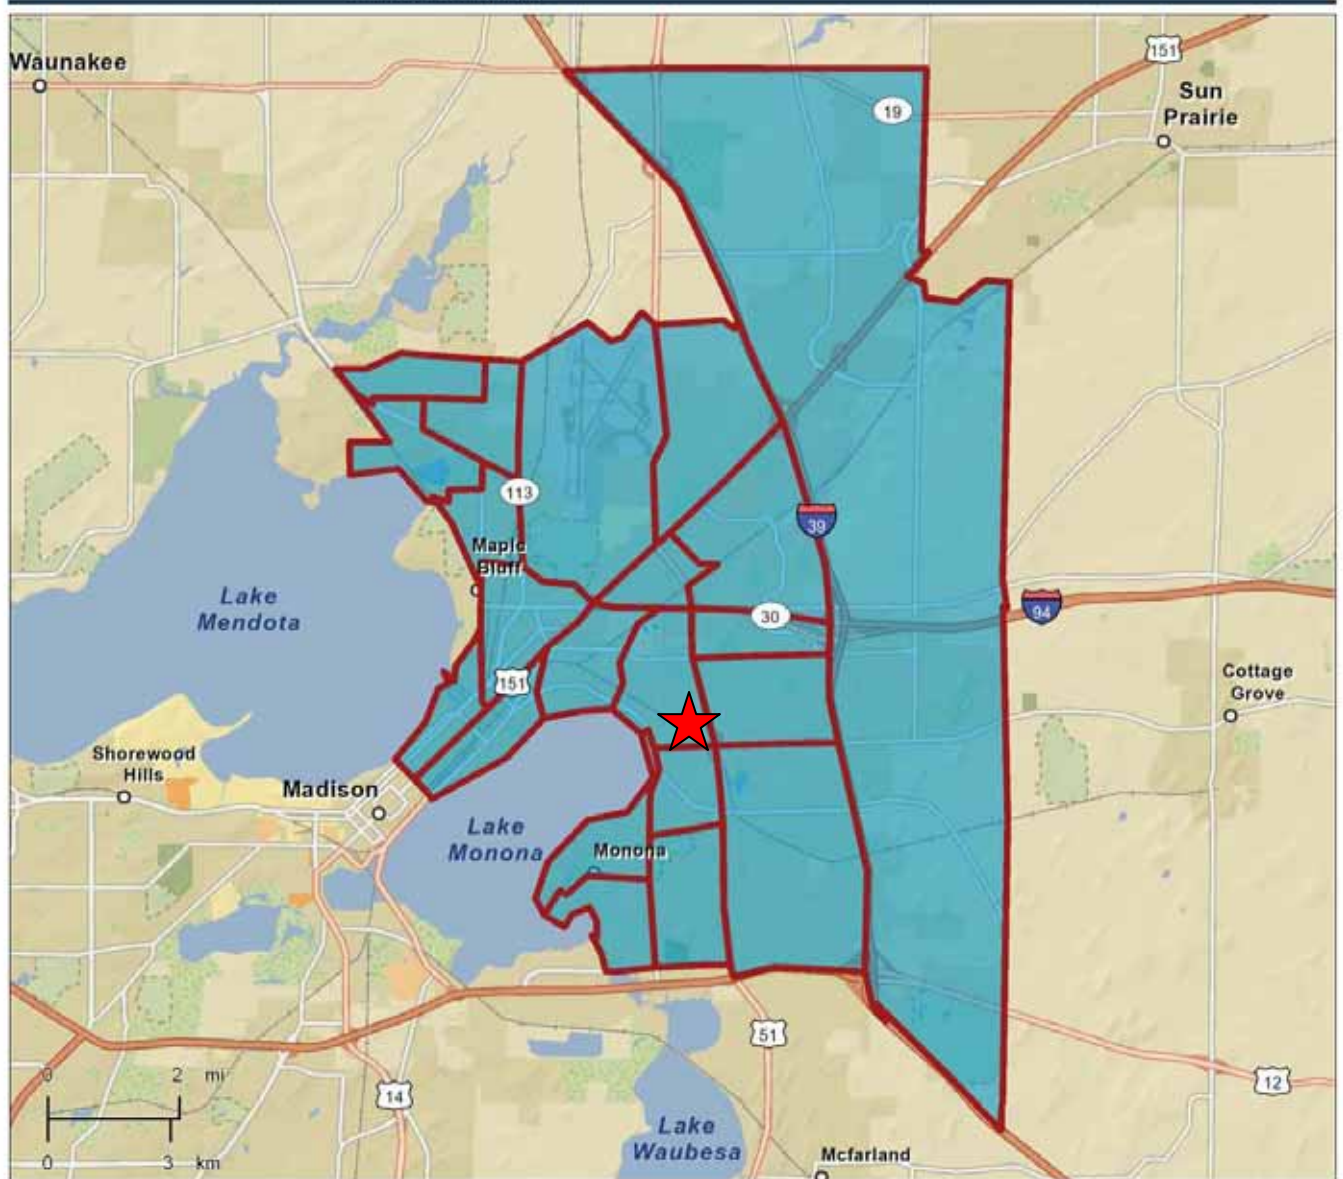 Waunakee
151
Sun
Prairie
19
113
Maple
Bluff
39
Lake
Mendota
30
94
151
Cottage
Grove
Shorewood
Hills
Madison
Lake
Monona
Monona
51
0 2 mi
14
12
0 3 km
Lake
Waubesa
Mcfarland